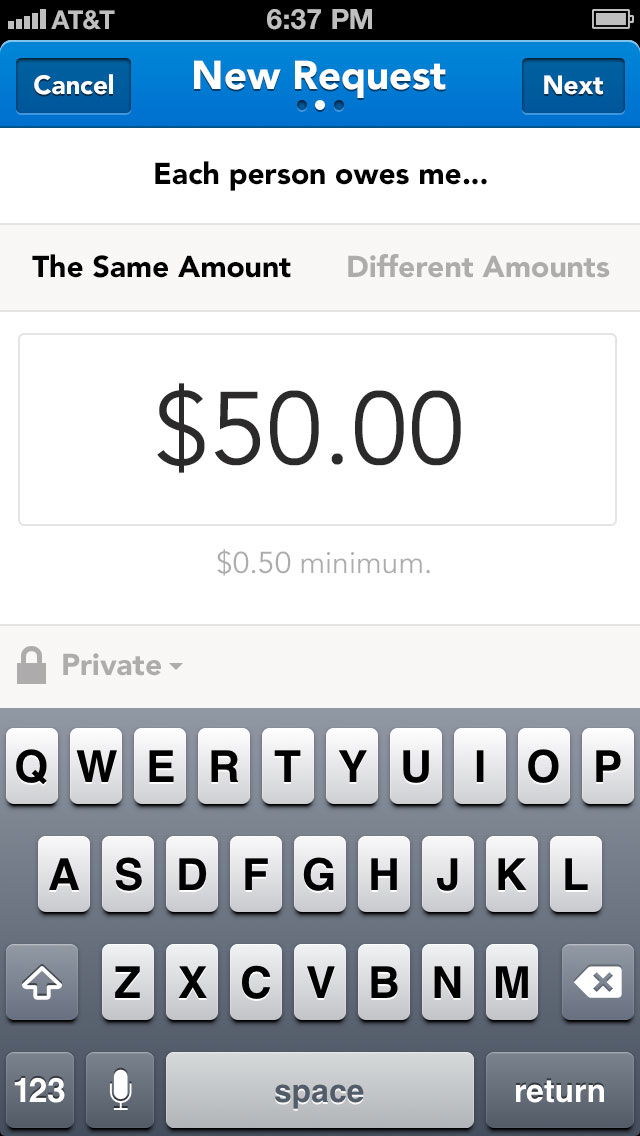 AT&T 6:37 PM
Cancel New Request Next
Each person owes me...
The Same Amount Different Amounts
$50.00
$0.50 minimum.
Private
Q W E R T Y U I O P
A S D F G H J K L
Z X C V B N M
123 space return